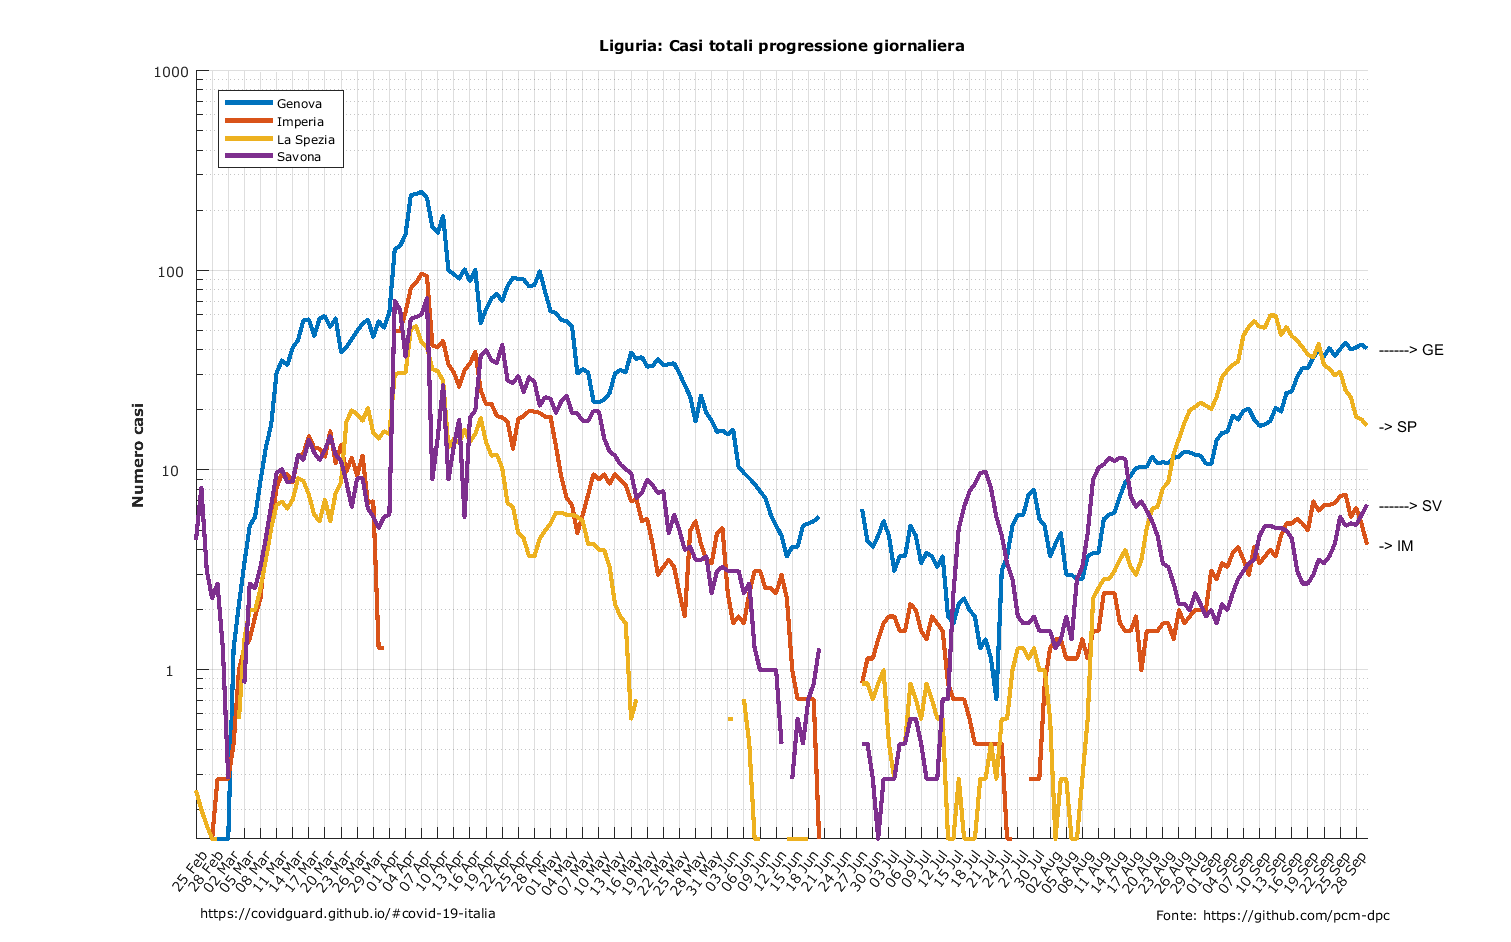 Liguria: Casi totali progressione giornaliera
1000
100
10
1
Numero casi
Genova
Imperia
La Spezia
Savona
------> GE
-> SP
------> SV
-> IM
25 Feb
28 Feb
02 Mar
05 Mar
08 Mar
11 Mar
14 Mar
17 Mar
20 Mar
23 Mar
26 Mar
29 Mar
01 Apr
04 Apr
07 Apr
10 Apr
13 Apr
16 Apr
19 Apr
22 Apr
25 Apr
28 Apr
01 May
04 May
07 May
10 May
13 May
16 May
19 May
22 May
25 May
28 May
31 May
03 Jun
06 Jun
09 Jun
12 Jun
15 Jun
18 Jun
21 Jun
24 Jun
27 Jun
30 Jun
03 Jul
06 Jul
09 Jul
12 Jul
15 Jul
18 Jul
21 Jul
24 Jul
27 Jul
30 Jul
02 Aug
05 Aug
08 Aug
11 Aug
14 Aug
17 Aug
20 Aug
23 Aug
26 Aug
29 Aug
01 Sep
04 Sep
07 Sep
10 Sep
13 Sep
16 Sep
19 Sep
22 Sep
25 Sep
28 Sep
https://covidguard.github.io/#covid-19-italia
Fonte: https://github.com/pcm-dpc